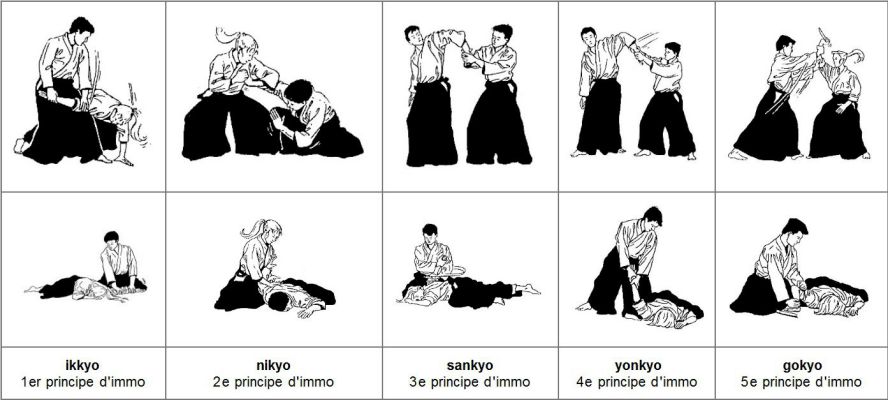 ikkyo
1er principe d'immo
nikyo
2e principe d'immo
sankyo
3e principe d'immo
yonkyo
4e principe d'immo
gokyo
5e principe d'immo